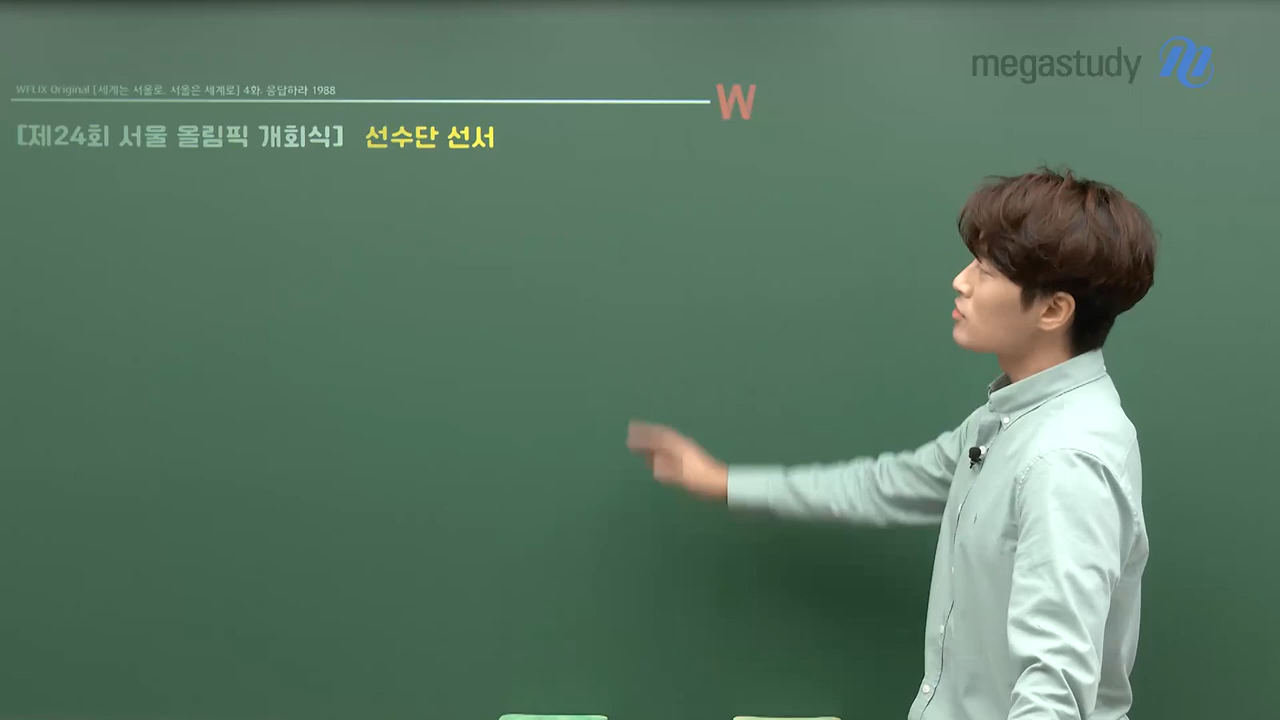 megastudy
WFLIX Original [세계는 서울로, 서울은 세계로] 4화. 응답하라 1988
W
[제24회 서울 올림픽 개회식] 선수단 선서